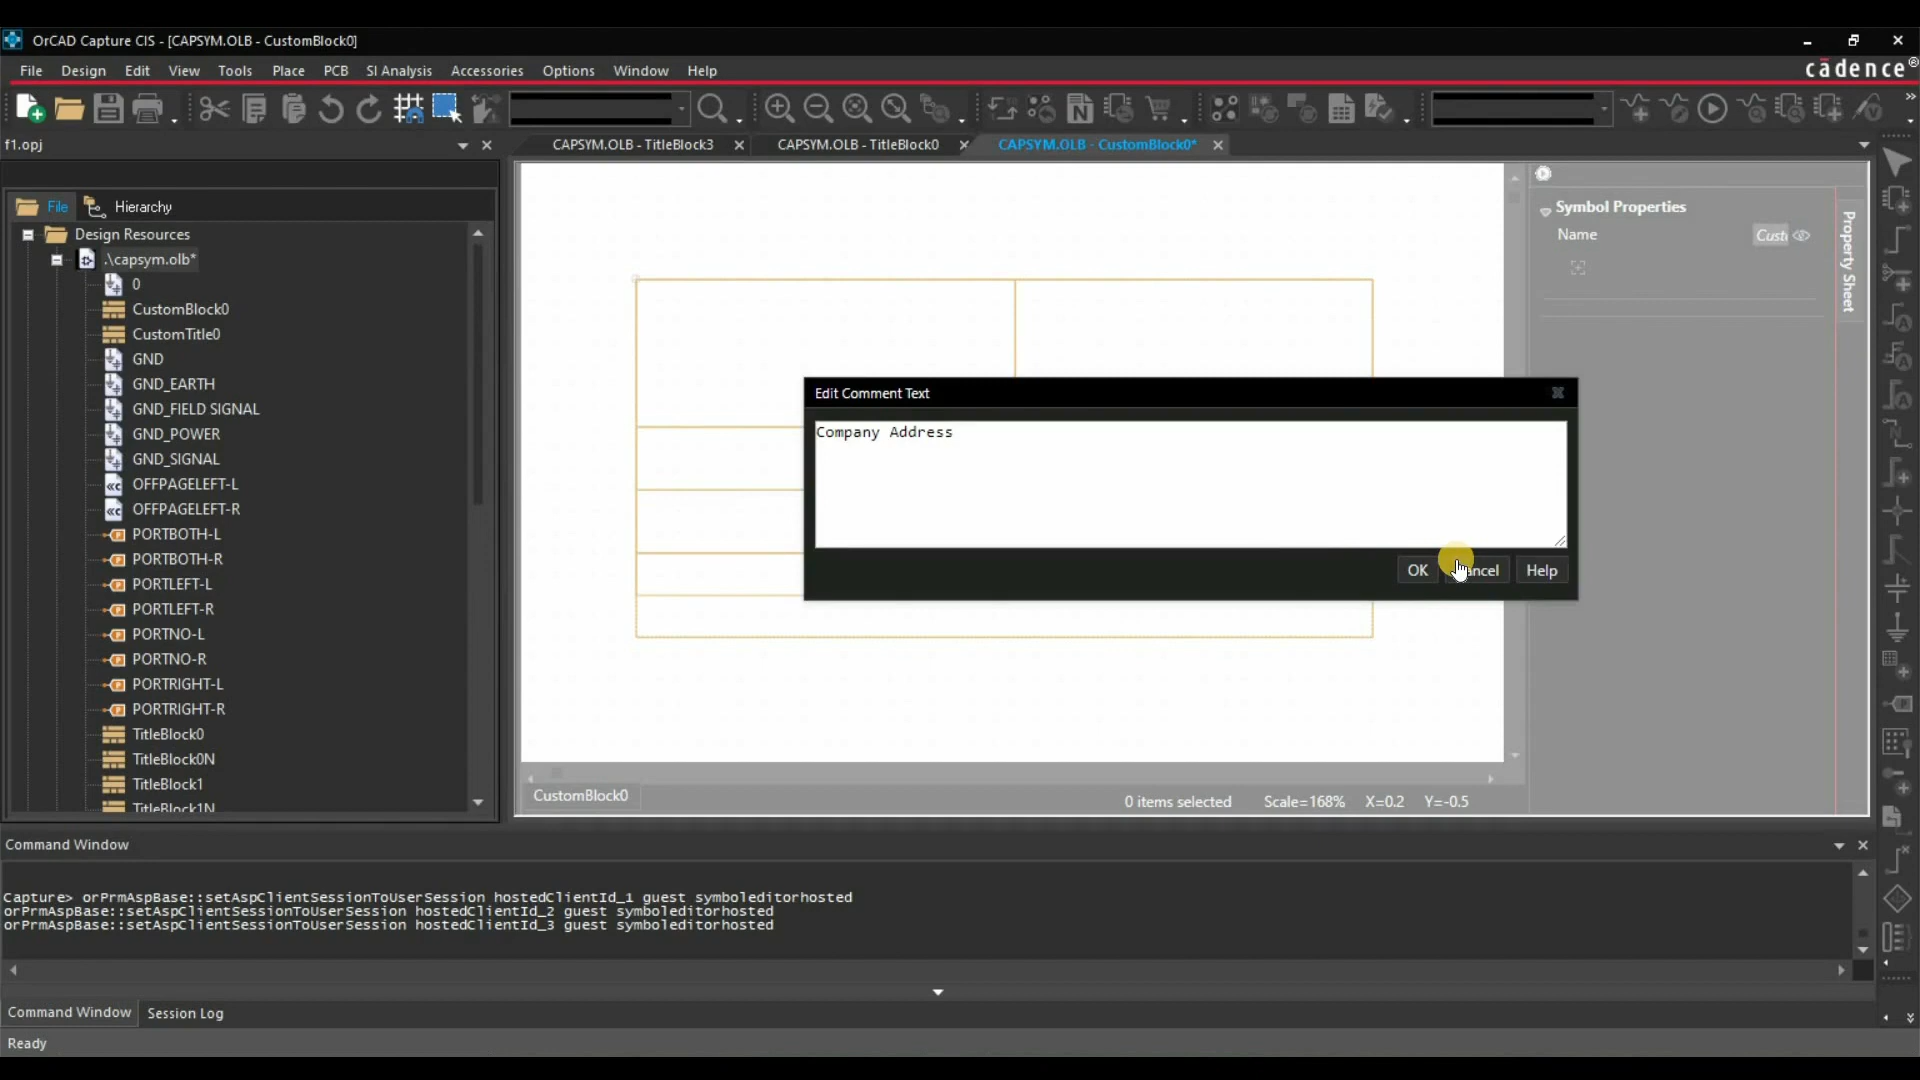 OrCAD Capture CIS - [CAPSYM.OLB - CustomBlock0]
File Design Edit View Tools Place PCB SI Analysis Accessories Options Window Help
cādence®
f1.opj
CAPSYM.OLB - TitleBlock3
CAPSYM.OLB - TitleBlock0
CAPSYM.OLB - CustomBlock0*
File
Hierarchy
Design Resources
.\capsym.olb*
0
CustomBlock0
CustomTitle0
GND
GND_EARTH
GND_FIELD SIGNAL
GND_POWER
GND_SIGNAL
OFFPAGELEFT-L
OFFPAGELEFT-R
PORTBOTH-L
PORTBOTH-R
PORTLEFT-L
PORTLEFT-R
PORTNO-L
PORTNO-R
PORTRIGHT-L
PORTRIGHT-R
TitleBlock0
TitleBlock0N
TitleBlock1
TitleBlock1N
Edit Comment Text
Company Address
OK
Help
Symbol Properties
Name
Property Sheet
CustomBlock0
0 items selected Scale=168% X=0.2 Y=-0.5
Command Window
Capture> orPrmAspBase::setAspClientSessionToUserSession hostedClientId_1 guest symboleditorhosted
orPrmAspBase::setAspClientSessionToUserSession hostedClientId_2 guest symboleditorhosted
orPrmAspBase::setAspClientSessionToUserSession hostedClientId_3 guest symboleditorhosted
Command Window
Session Log
Ready